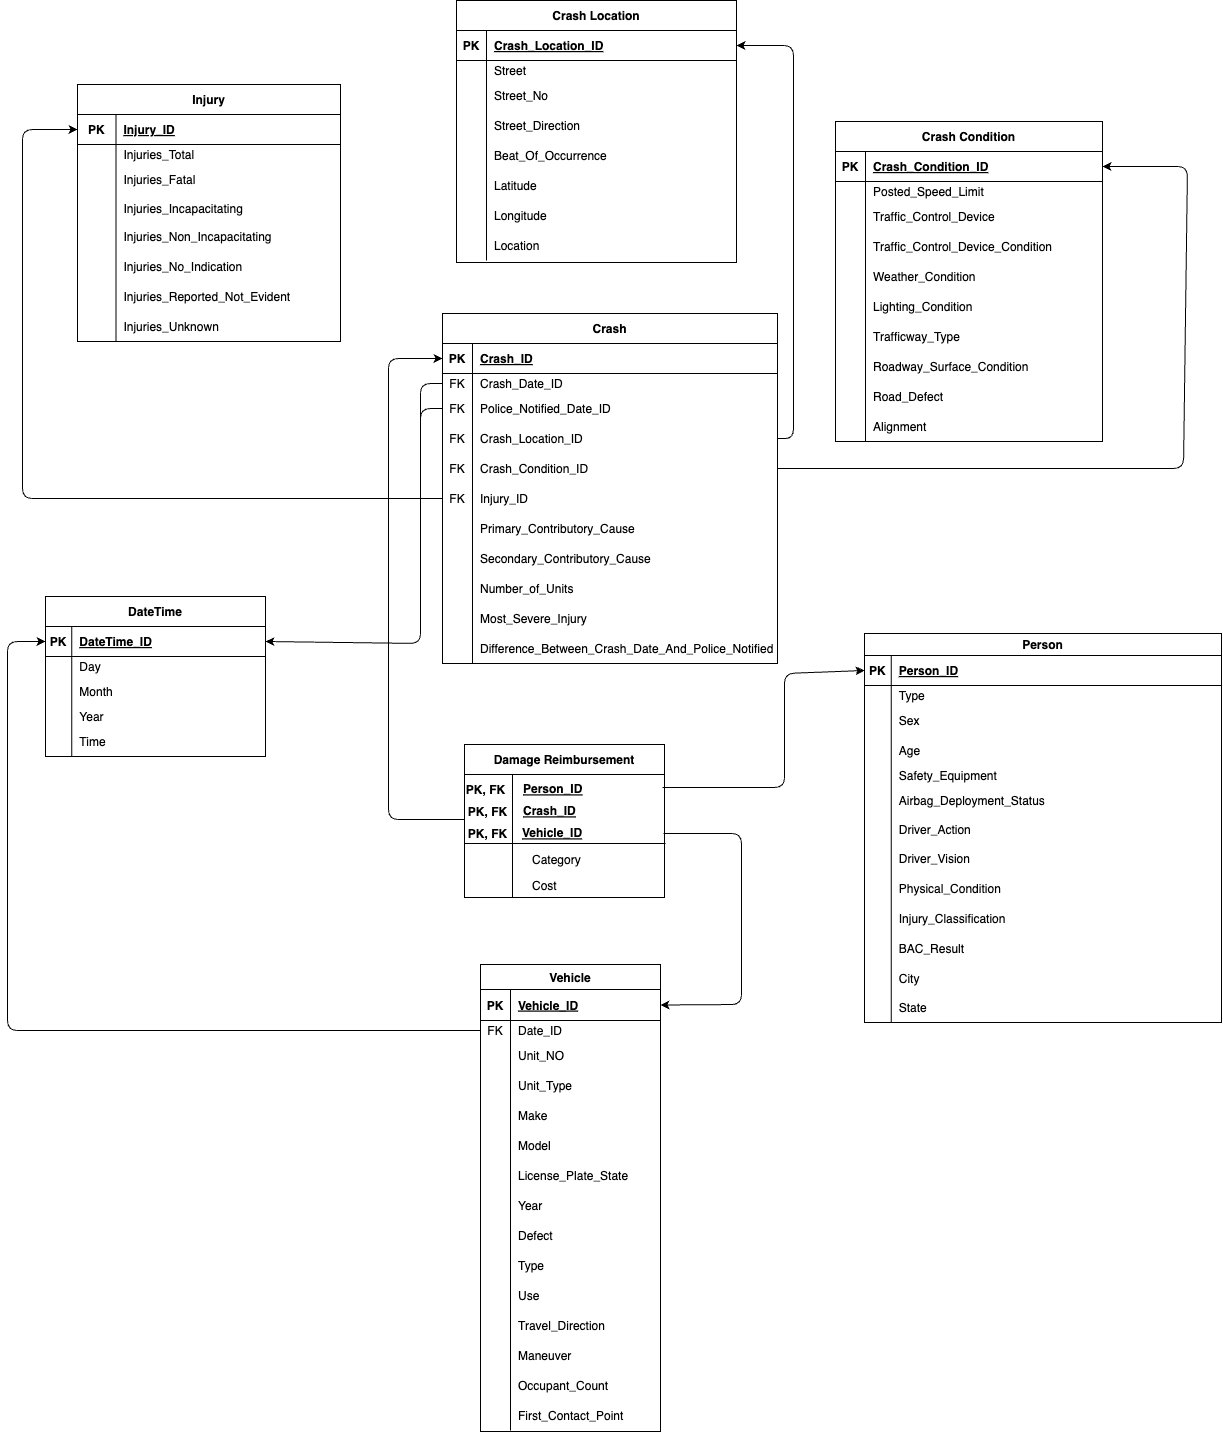 Crash Location
PK Crash_Location_ID
Street
Street_No
Street_Direction
Beat_Of_Occurrence
Latitude
Longitude
Location
Injury
PK Injury_ID
Injuries_Total
Injuries_Fatal
Injuries_Incapacitating
Injuries_Non_Incapacitating
Injuries_No_Indication
Injuries_Reported_Not_Evident
Injuries_Unknown
Crash Condition
PK Crash_Condition_ID
Posted_Speed_Limit
Traffic_Control_Device
Traffic_Control_Device_Condition
Weather_Condition
Lighting_Condition
Trafficway_Type
Roadway_Surface_Condition
Road_Defect
Alignment
Crash
PK Crash_ID
FK Crash_Date_ID
FK Police_Notified_Date_ID
FK Crash_Location_ID
FK Crash_Condition_ID
FK Injury_ID
Primary_Contributory_Cause
Secondary_Contributory_Cause
Number_of_Units
Most_Severe_Injury
Difference_Between_Crash_Date_And_Police_Notified
DateTime
PK DateTime_ID
Day
Month
Year
Time
Person
PK Person_ID
Type
Sex
Age
Safety_Equipment
Airbag_Deployment_Status
Driver_Action
Driver_Vision
Physical_Condition
Injury_Classification
BAC_Result
City
State
Damage Reimbursement
PK, FK Person_ID
PK, FK Crash_ID
PK, FK Vehicle_ID
Category
Cost
Vehicle
PK Vehicle_ID
FK Date_ID
Unit_NO
Unit_Type
Make
Model
License_Plate_State
Year
Defect
Type
Use
Travel_Direction
Maneuver
Occupant_Count
First_Contact_Point